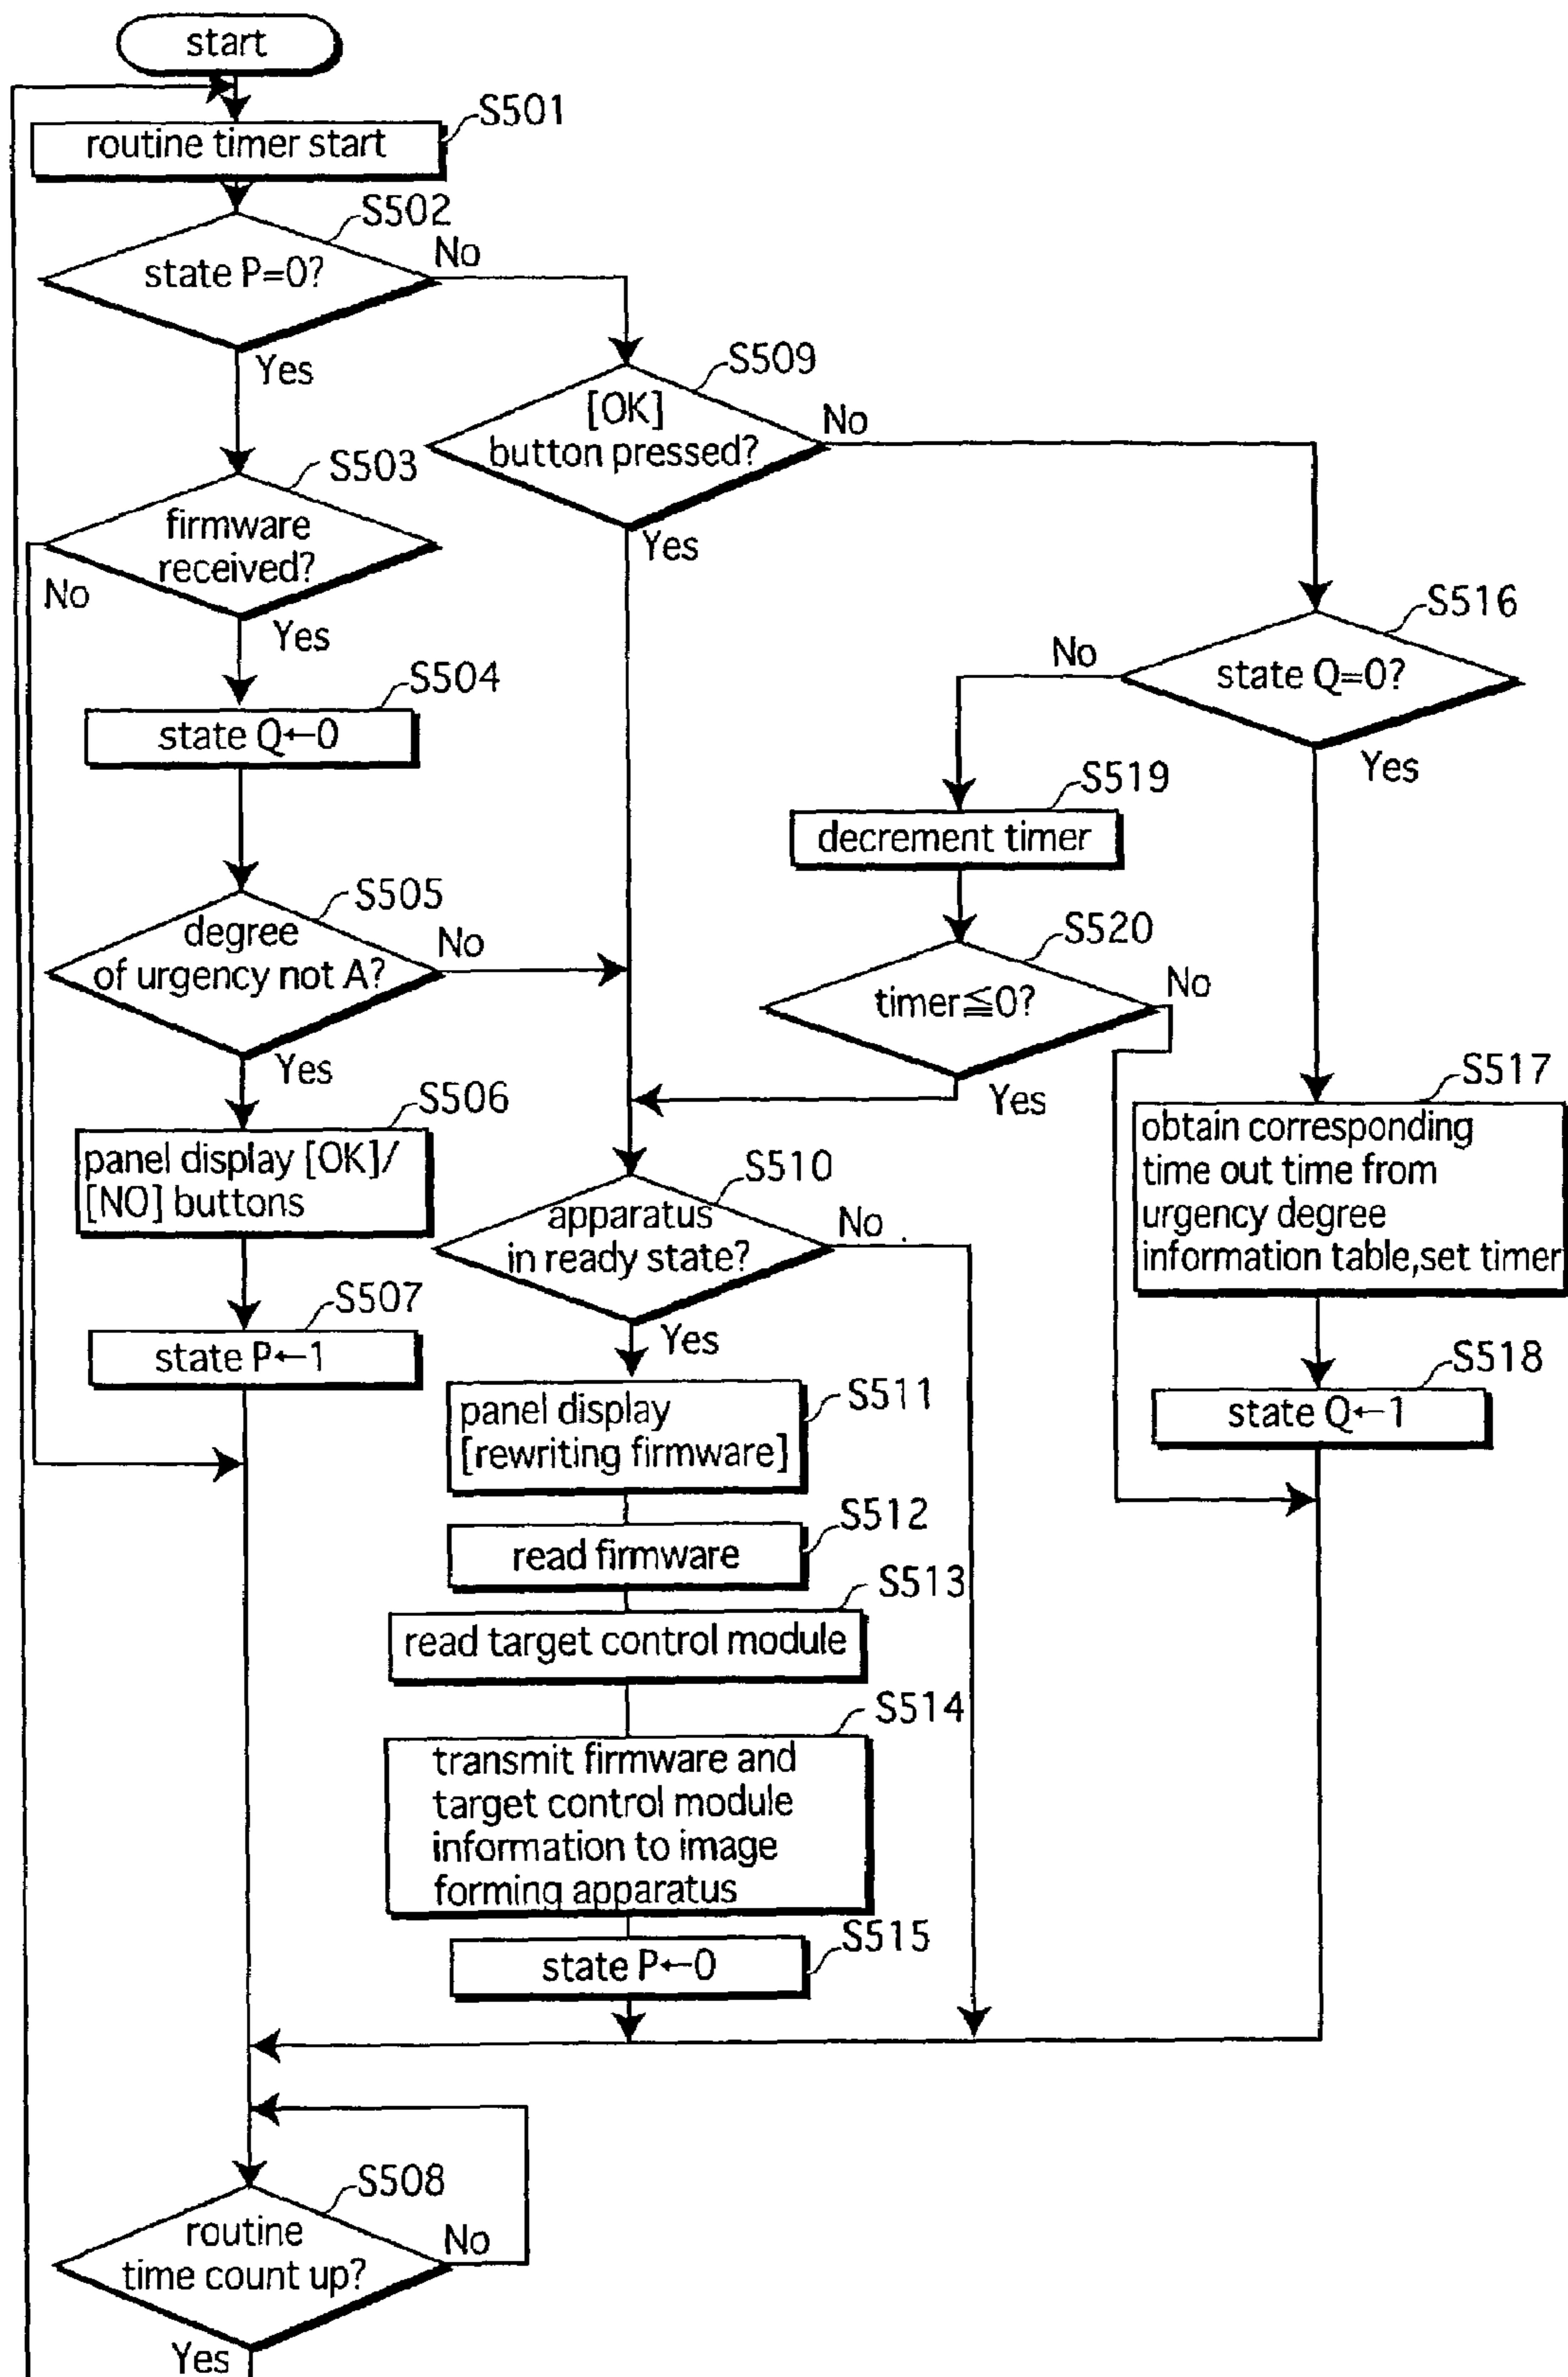 start
S501
routine timer start
S502
state P=0?
No
Yes
S509
[OK]
button pressed?
No
Yes
S503
firmware
received?
No
Yes
S516
state Q=0?
No
Yes
S504
state Q←0
S519
decrement timer
S505
degree
of urgency not A?
No
Yes
S520
timer≦0?
No
Yes
S506
panel display [OK]/
[NO] buttons
S517
obtain corresponding
time out time from
urgency degree
information table,set timer
S510
apparatus
in ready state?
No
Yes
S507
state P←1
S518
state Q←1
S511
panel display
[rewriting firmware]
S512
read firmware
S513
read target control module
S514
transmit firmware and
target control module
information to image
forming apparatus
S515
state P←0
S508
routine
time count up?
No
Yes